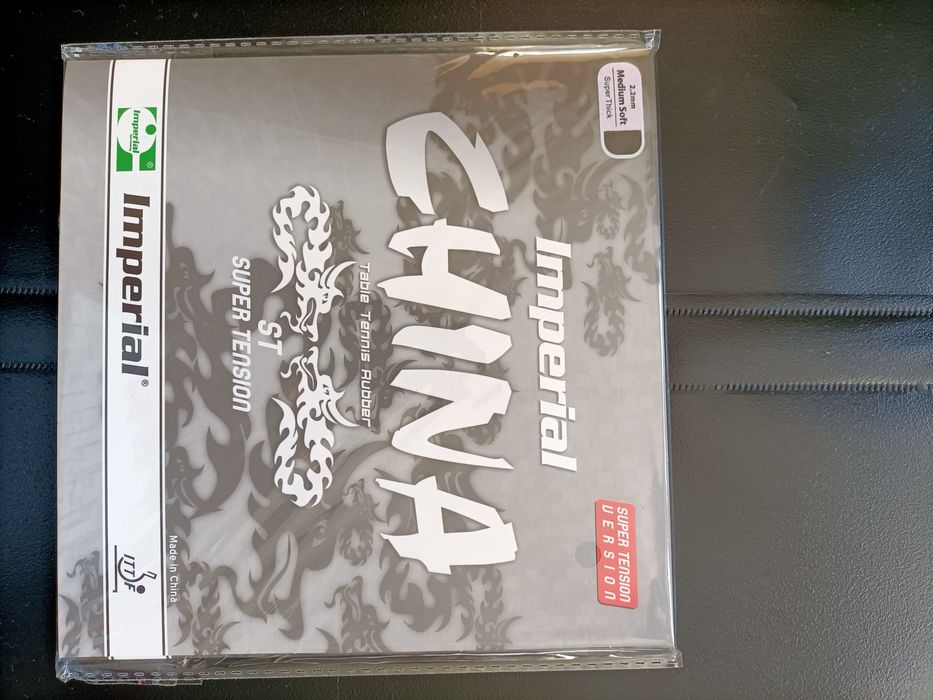 2.2mm
Medium Soft
Super Thick
SUPER TENSION
VERSION
Imperial
CHINA
Table Tennis Rubber
ST
SUPER TENSION
Made in China
Imperial
®
Imperial®
ITTF